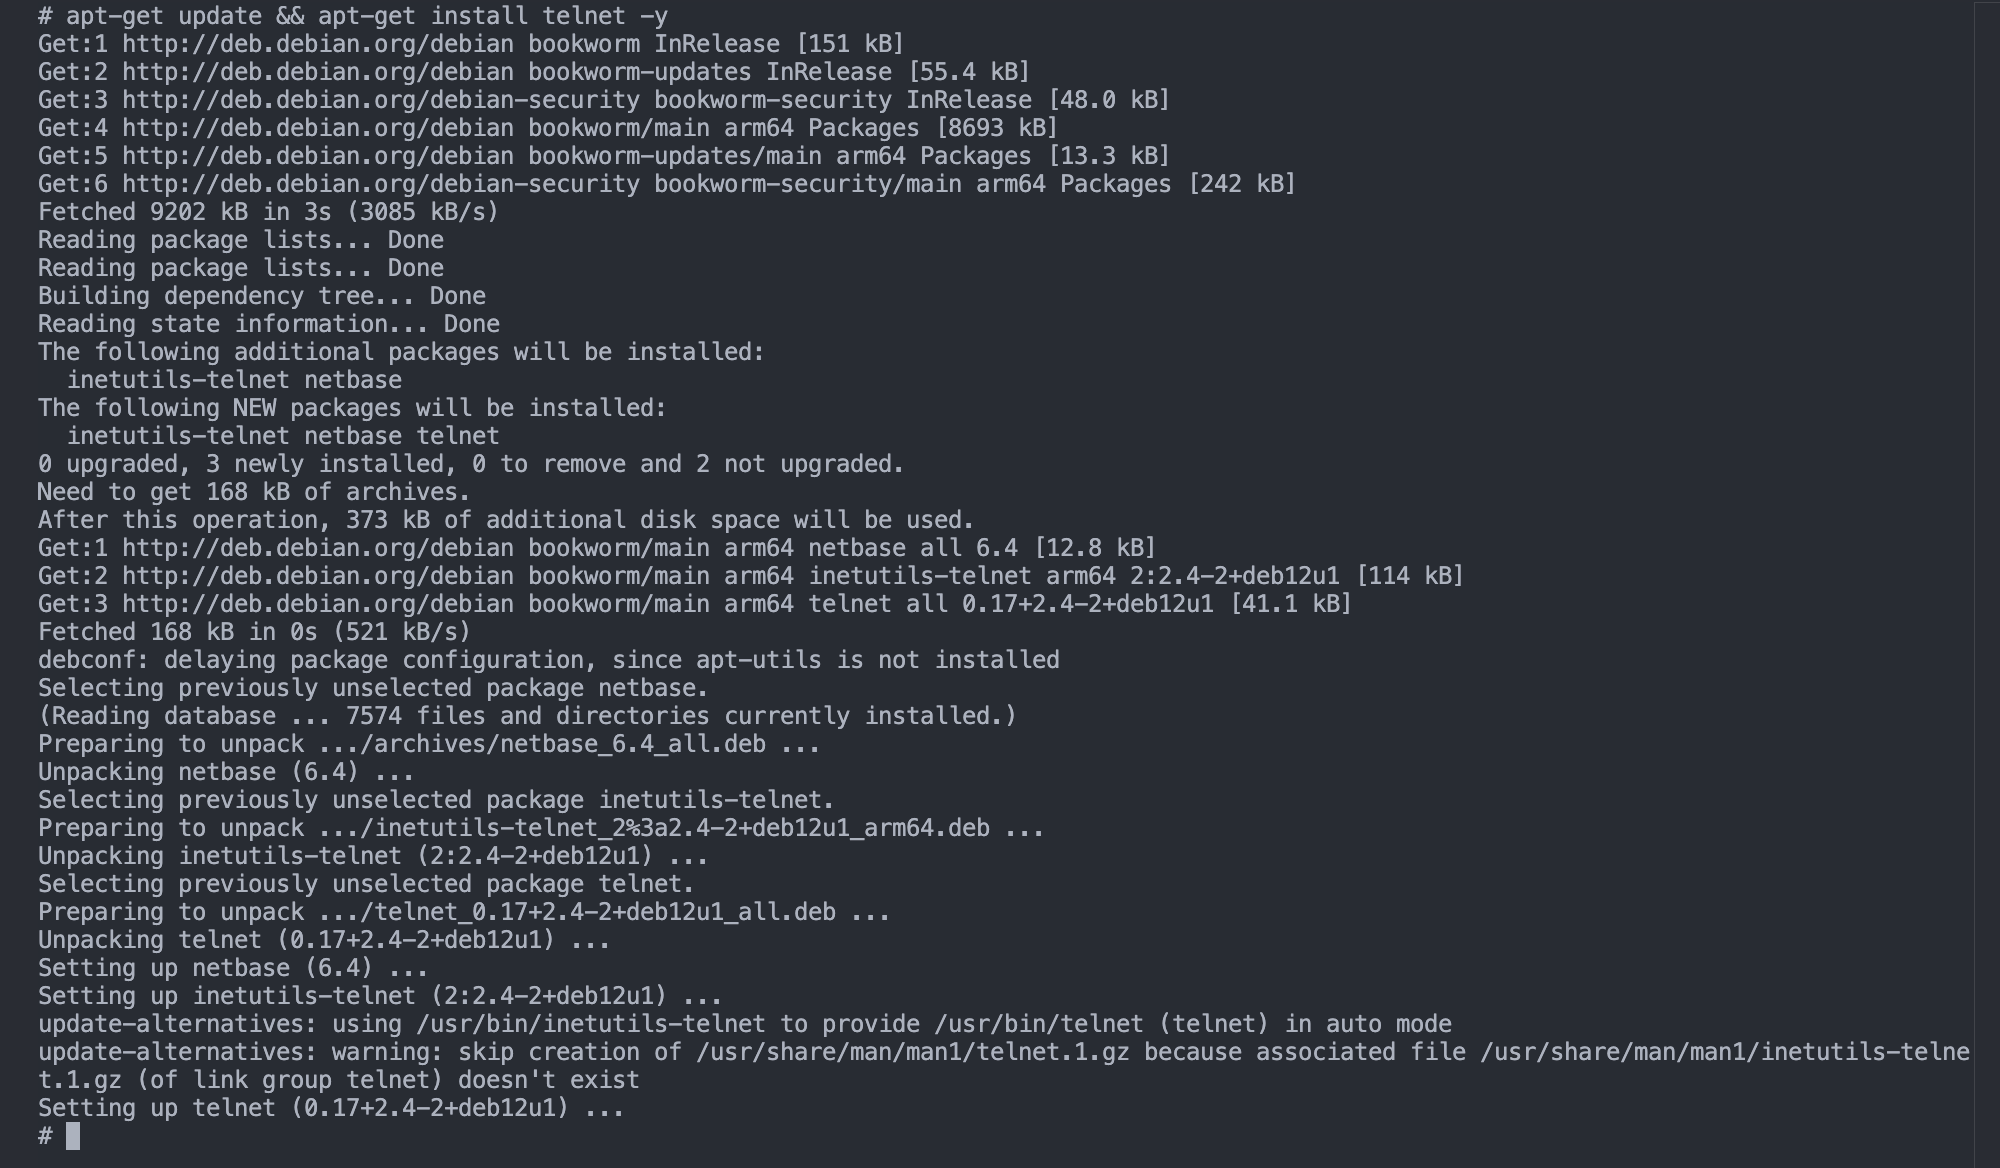 # apt-get update && apt-get install telnet -y
Get:1 http://deb.debian.org/debian bookworm InRelease [151 kB]
Get:2 http://deb.debian.org/debian bookworm-updates InRelease [55.4 kB]
Get:3 http://deb.debian.org/debian-security bookworm-security InRelease [48.0 kB]
Get:4 http://deb.debian.org/debian bookworm/main arm64 Packages [8693 kB]
Get:5 http://deb.debian.org/debian bookworm-updates/main arm64 Packages [13.3 kB]
Get:6 http://deb.debian.org/debian-security bookworm-security/main arm64 Packages [242 kB]
Fetched 9202 kB in 3s (3085 kB/s)
Reading package lists... Done
Reading package lists... Done
Building dependency tree... Done
Reading state information... Done
The following additional packages will be installed:
  inetutils-telnet netbase
The following NEW packages will be installed:
  inetutils-telnet netbase telnet
0 upgraded, 3 newly installed, 0 to remove and 2 not upgraded.
Need to get 168 kB of archives.
After this operation, 373 kB of additional disk space will be used.
Get:1 http://deb.debian.org/debian bookworm/main arm64 netbase all 6.4 [12.8 kB]
Get:2 http://deb.debian.org/debian bookworm/main arm64 inetutils-telnet arm64 2:2.4-2+deb12u1 [114 kB]
Get:3 http://deb.debian.org/debian bookworm/main arm64 telnet all 0.17+2.4-2+deb12u1 [41.1 kB]
Fetched 168 kB in 0s (521 kB/s)
debconf: delaying package configuration, since apt-utils is not installed
Selecting previously unselected package netbase.
(Reading database ... 7574 files and directories currently installed.)
Preparing to unpack .../archives/netbase_6.4_all.deb ...
Unpacking netbase (6.4) ...
Selecting previously unselected package inetutils-telnet.
Preparing to unpack .../inetutils-telnet_2%3a2.4-2+deb12u1_arm64.deb ...
Unpacking inetutils-telnet (2:2.4-2+deb12u1) ...
Selecting previously unselected package telnet.
Preparing to unpack .../telnet_0.17+2.4-2+deb12u1_all.deb ...
Unpacking telnet (0.17+2.4-2+deb12u1) ...
Setting up netbase (6.4) ...
Setting up inetutils-telnet (2:2.4-2+deb12u1) ...
update-alternatives: using /usr/bin/inetutils-telnet to provide /usr/bin/telnet (telnet) in auto mode
update-alternatives: warning: skip creation of /usr/share/man/man1/telnet.1.gz because associated file /usr/share/man/man1/inetutils-telne
t.1.gz (of link group telnet) doesn't exist
Setting up telnet (0.17+2.4-2+deb12u1) ...
#